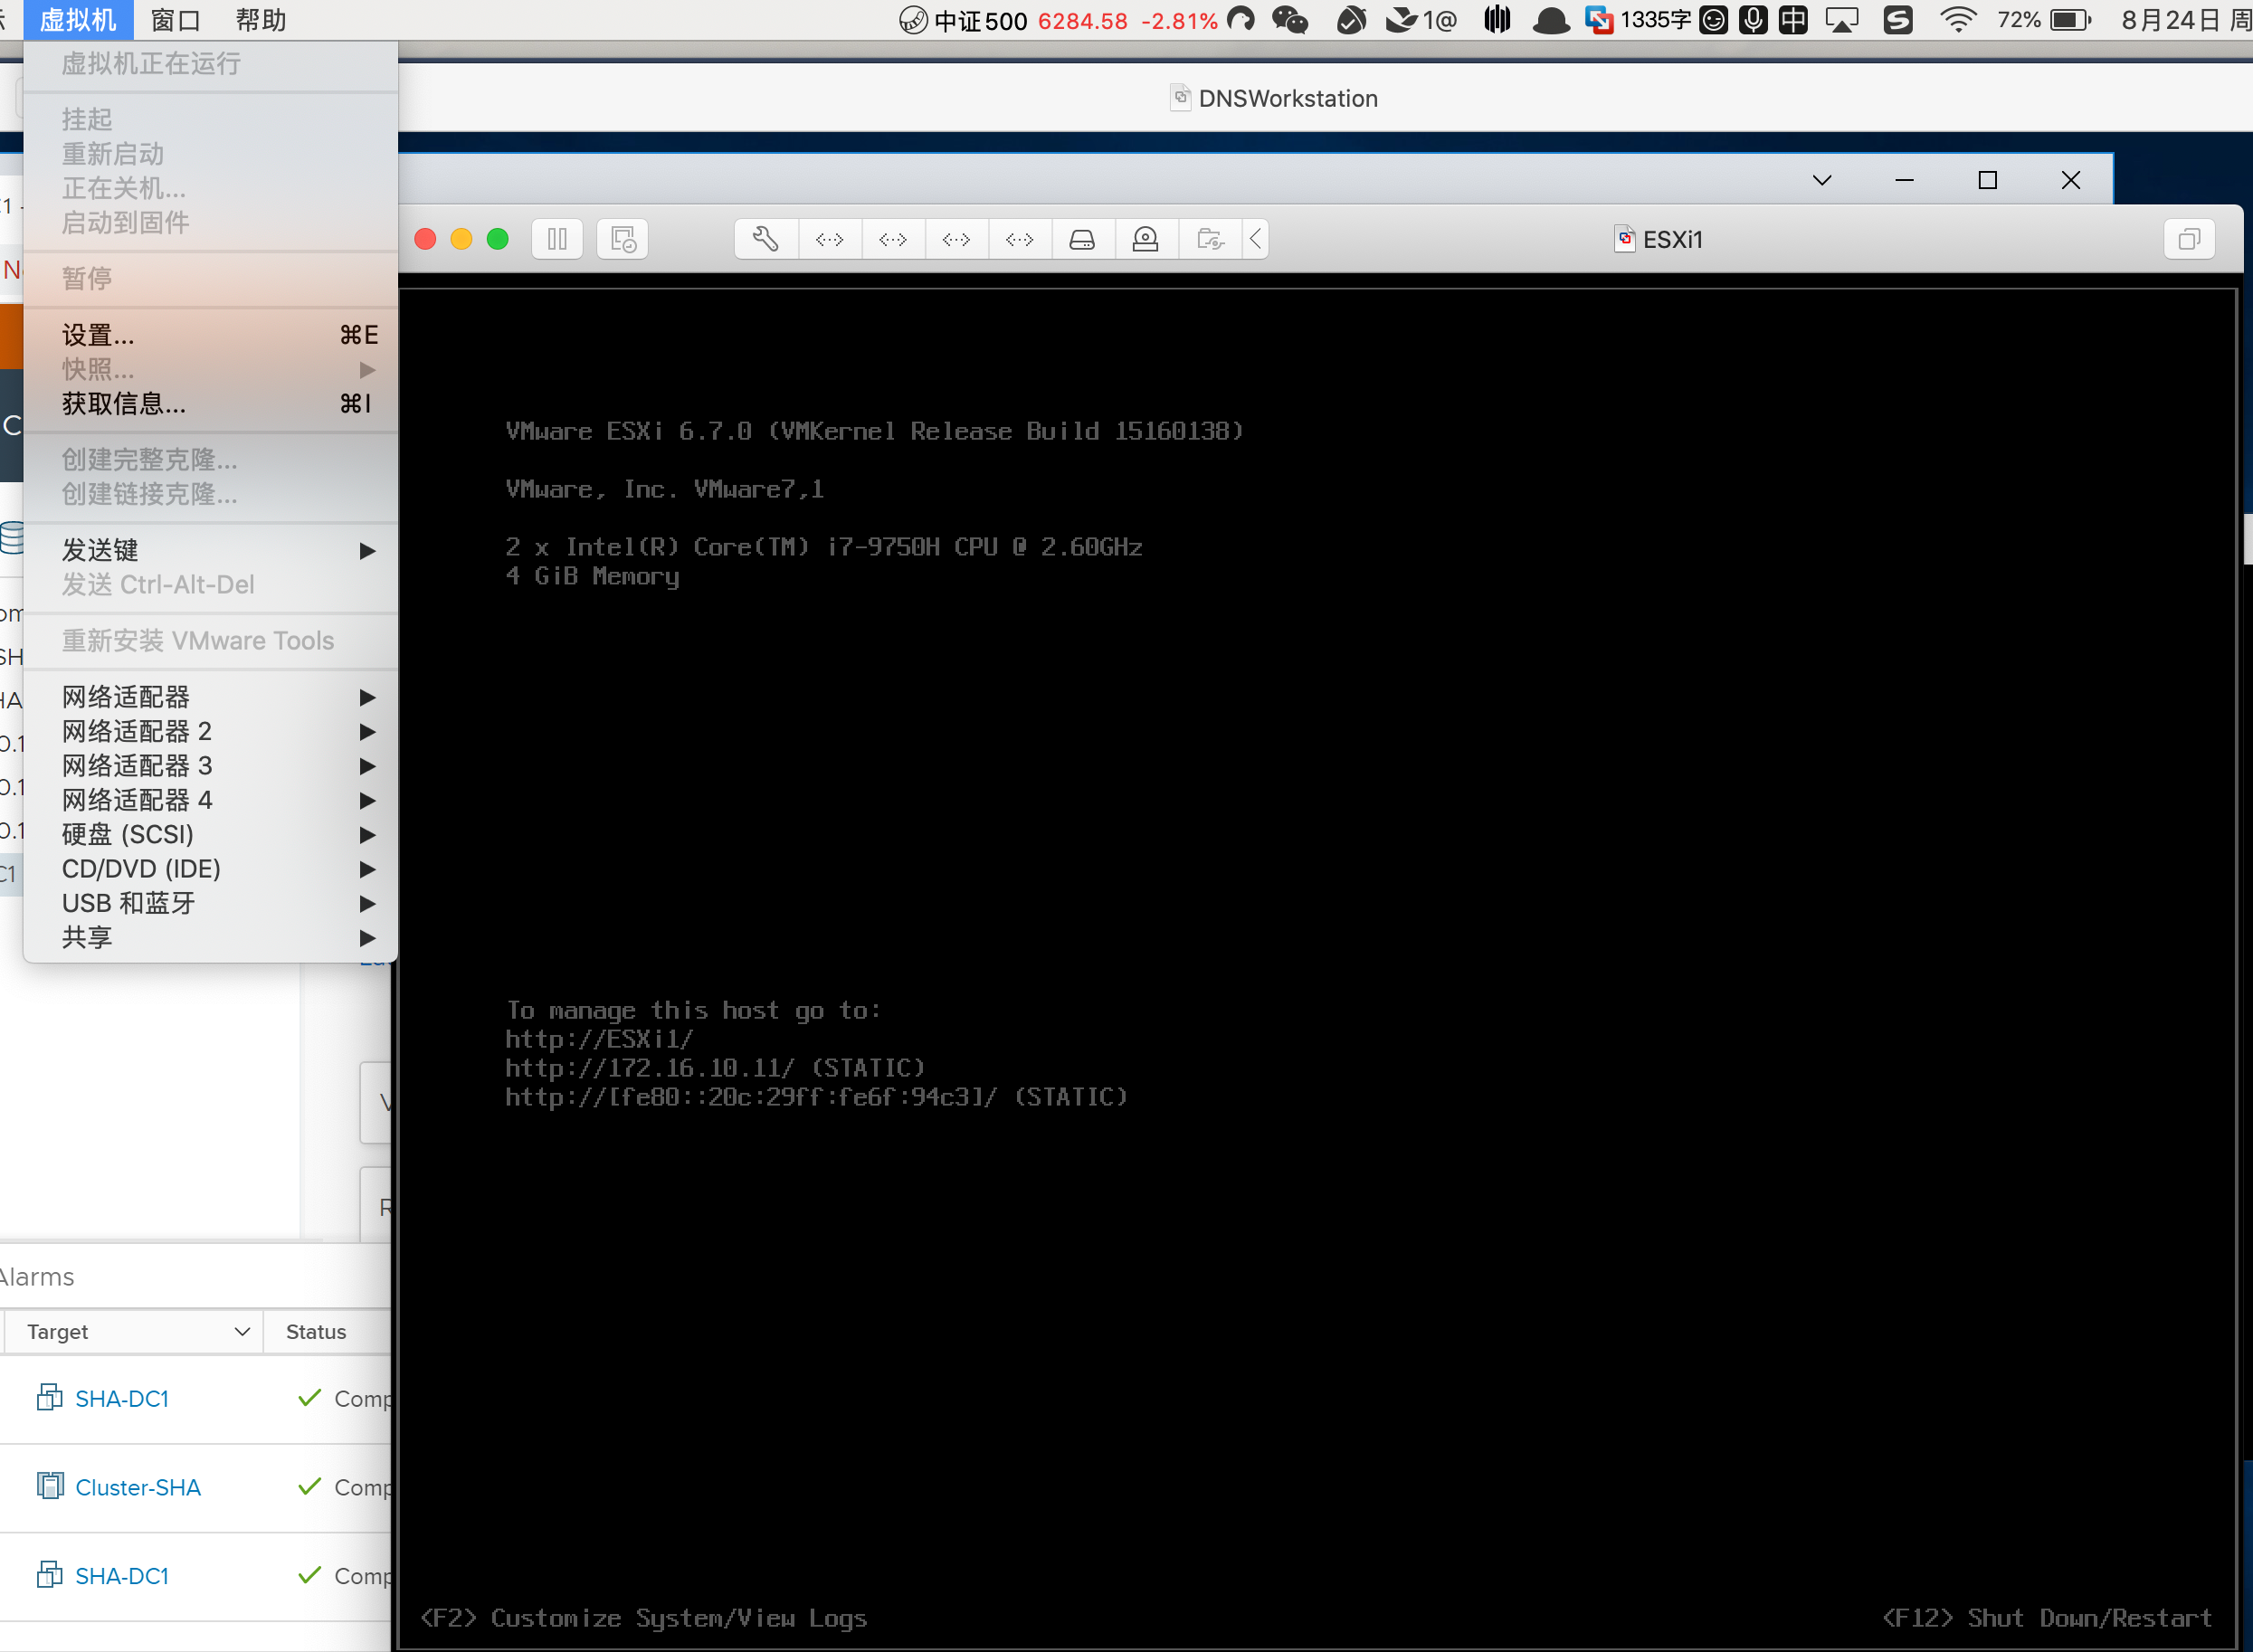 虚拟机 窗口 帮助 中证500 6284.58 -2.81% 1@ 1335字 中 S 72% 8月24日 周
虚拟机正在运行
挂起
重新启动
正在关机...
启动到固件
暂停
设置... ⌘E
快照...
获取信息... ⌘I
创建完整克隆...
创建链接克隆...
发送键
发送 Ctrl-Alt-Del
重新安装 VMware Tools
网络适配器
网络适配器 2
网络适配器 3
网络适配器 4
硬盘 (SCSI)
CD/DVD (IDE)
USB 和蓝牙
共享
DNSWorkstation
ESXi1
VMware ESXi 6.7.0 (VMKernel Release Build 15160138)
VMware, Inc. VMware7,1
2 x Intel(R) Core(TM) i7-9750H CPU @ 2.60GHz
4 GiB Memory
To manage this host go to:
http://ESXi1/
http://172.16.10.11/ (STATIC)
http://[fe80::20c:29ff:fe6f:94c3]/ (STATIC)
<F2> Customize System/View Logs
<F12> Shut Down/Restart
Alarms
Target Status
SHA-DC1 Comp
Cluster-SHA Comp
SHA-DC1 Comp